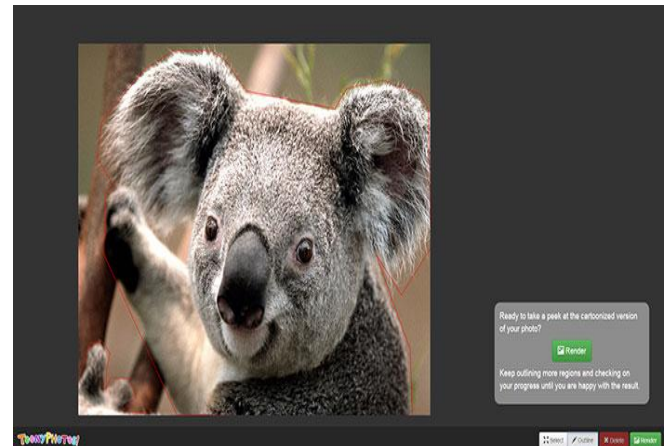 Ready to take a peek at the cartoonized version
of your photo?
Render
Keep outlining more regions and checking on
your progress until you are happy with the result.
ToonyPhotos!
Select Outline Delete Render